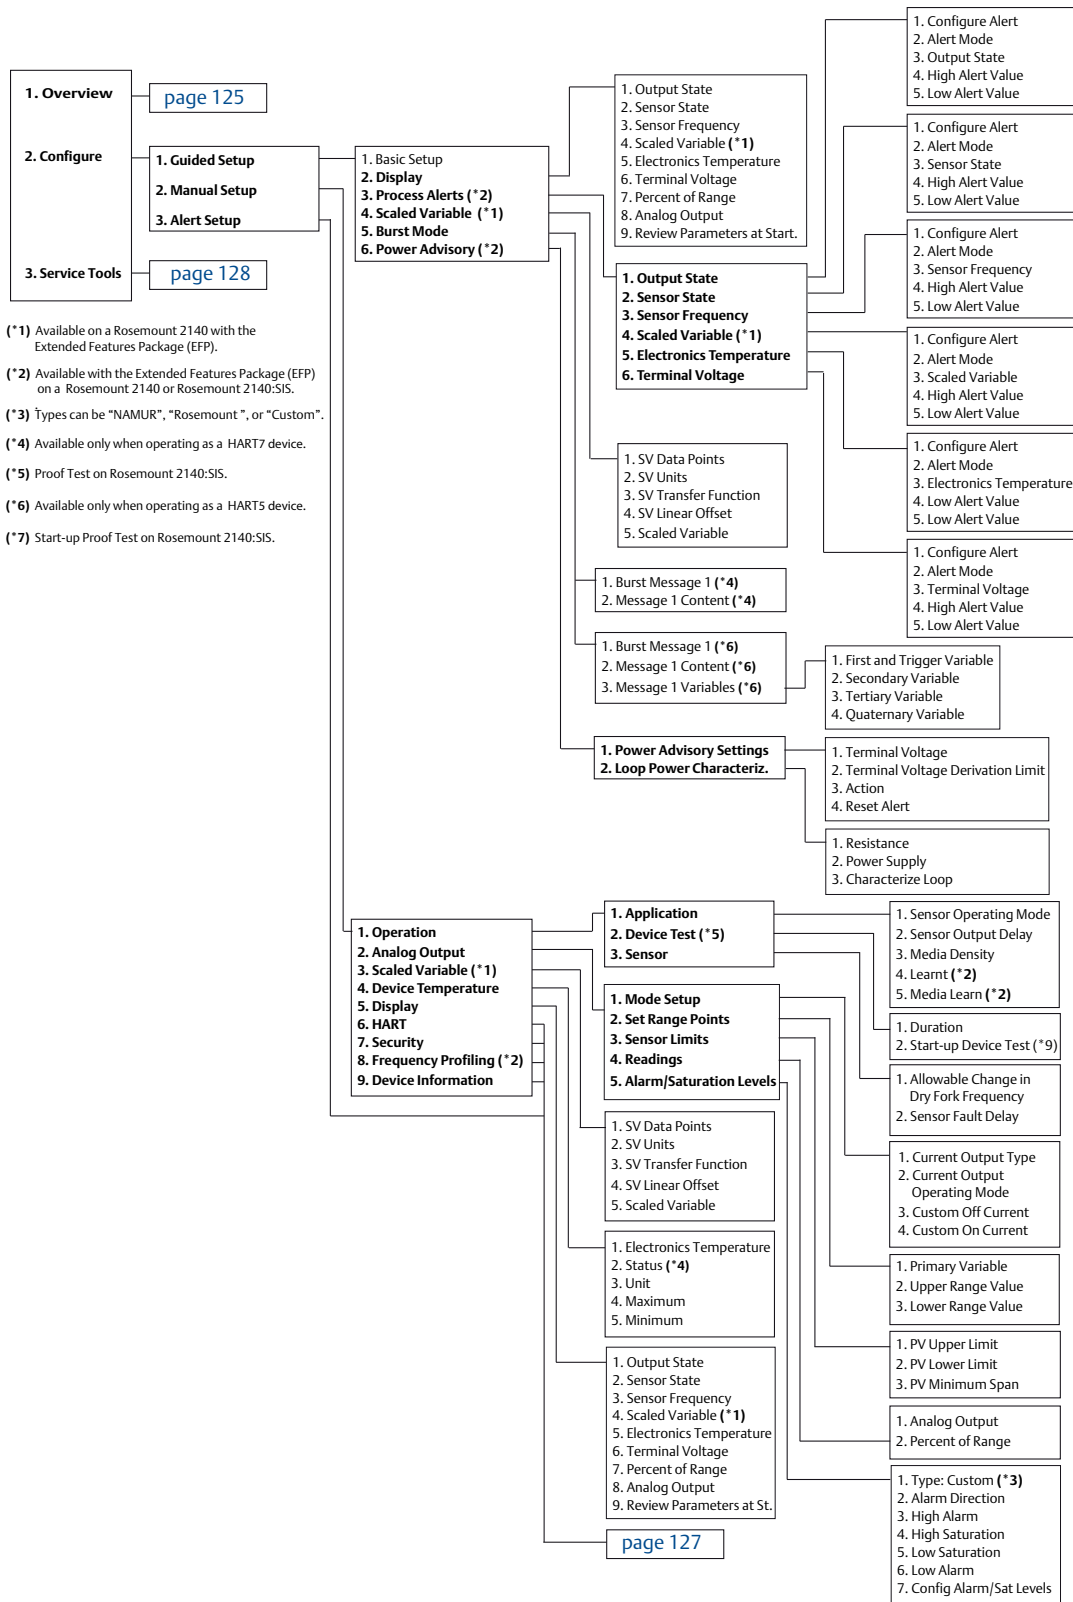 1. Overview
page 125
2. Configure
3. Service Tools
page 128
1. Guided Setup
2. Manual Setup
3. Alert Setup
(*1) Available on a Rosemount 2140 with the
Extended Features Package (EFP).
(*2) Available with the Extended Features Package (EFP)
on a Rosemount 2140 or Rosemount 2140:SIS.
(*3) Types can be "NAMUR", "Rosemount ", or "Custom".
(*4) Available only when operating as a HART7 device.
(*5) Proof Test on Rosemount 2140:SIS.
(*6) Available only when operating as a HART5 device.
(*7) Start-up Proof Test on Rosemount 2140:SIS.
1. Basic Setup
2. Display
3. Process Alerts (*2)
4. Scaled Variable (*1)
5. Burst Mode
6. Power Advisory (*2)
1. Output State
2. Sensor State
3. Sensor Frequency
4. Scaled Variable (*1)
5. Electronics Temperature
6. Terminal Voltage
7. Percent of Range
8. Analog Output
9. Review Parameters at Start.
1. Output State
2. Sensor State
3. Sensor Frequency
4. Scaled Variable (*1)
5. Electronics Temperature
6. Terminal Voltage
1. Configure Alert
2. Alert Mode
3. Output State
4. High Alert Value
5. Low Alert Value
1. Configure Alert
2. Alert Mode
3. Sensor State
4. High Alert Value
5. Low Alert Value
1. Configure Alert
2. Alert Mode
3. Sensor Frequency
4. High Alert Value
5. Low Alert Value
1. Configure Alert
2. Alert Mode
3. Scaled Variable
4. High Alert Value
5. Low Alert Value
1. Configure Alert
2. Alert Mode
3. Electronics Temperature
4. Low Alert Value
5. Low Alert Value
1. Configure Alert
2. Alert Mode
3. Terminal Voltage
4. High Alert Value
5. Low Alert Value
1. SV Data Points
2. SV Units
3. SV Transfer Function
4. SV Linear Offset
5. Scaled Variable
1. Burst Message 1 (*4)
2. Message 1 Content (*4)
1. Burst Message 1 (*6)
2. Message 1 Content (*6)
3. Message 1 Variables (*6)
1. First and Trigger Variable
2. Secondary Variable
3. Tertiary Variable
4. Quaternary Variable
1. Power Advisory Settings
2. Loop Power Characteriz.
1. Terminal Voltage
2. Terminal Voltage Derivation Limit
3. Action
4. Reset Alert
1. Resistance
2. Power Supply
3. Characterize Loop
1. Operation
2. Analog Output
3. Scaled Variable (*1)
4. Device Temperature
5. Display
6. HART
7. Security
8. Frequency Profiling (*2)
9. Device Information
1. Application
2. Device Test (*5)
3. Sensor
1. Sensor Operating Mode
2. Sensor Output Delay
3. Media Density
4. Learnt (*2)
5. Media Learn (*2)
1. Duration
2. Start-up Device Test (*9)
1. Allowable Change in
Dry Fork Frequency
2. Sensor Fault Delay
1. Mode Setup
2. Set Range Points
3. Sensor Limits
4. Readings
5. Alarm/Saturation Levels
1. Current Output Type
2. Current Output
Operating Mode
3. Custom Off Current
4. Custom On Current
1. Primary Variable
2. Upper Range Value
3. Lower Range Value
1. PV Upper Limit
2. PV Lower Limit
3. PV Minimum Span
1. Analog Output
2. Percent of Range
1. Type: Custom (*3)
2. Alarm Direction
3. High Alarm
4. High Saturation
5. Low Saturation
6. Low Alarm
7. Config Alarm/Sat Levels
1. SV Data Points
2. SV Units
3. SV Transfer Function
4. SV Linear Offset
5. Scaled Variable
1. Electronics Temperature
2. Status (*4)
3. Unit
4. Maximum
5. Minimum
1. Output State
2. Sensor State
3. Sensor Frequency
4. Scaled Variable (*1)
5. Electronics Temperature
6. Terminal Voltage
7. Percent of Range
8. Analog Output
9. Review Parameters at St.
page 127